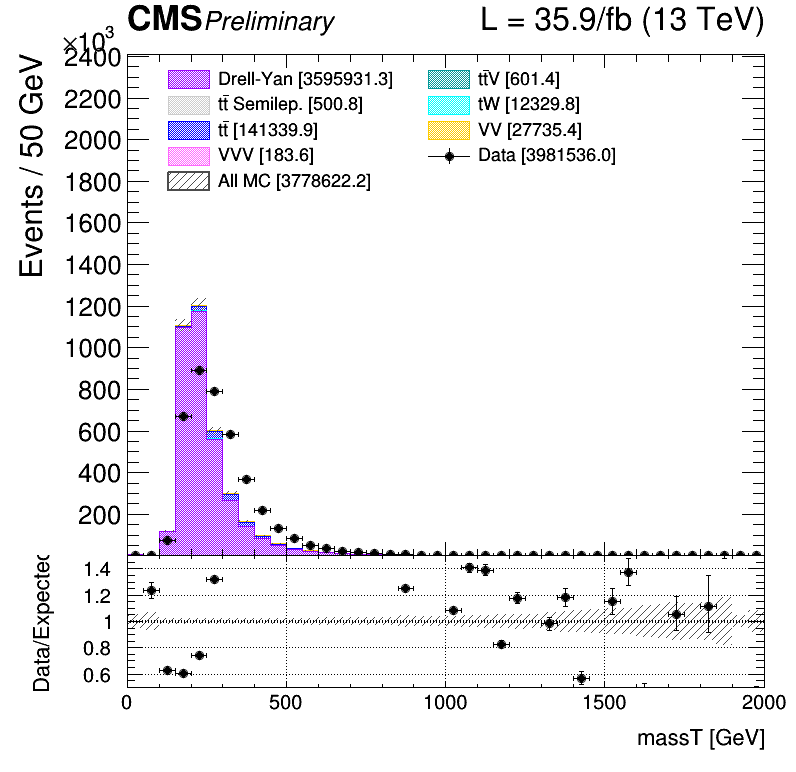 CMS Preliminary L = 35.9/fb (13 TeV)
×10³
Events / 50 GeV
2400
2200
2000
1800
1600
1400
1200
1000
800
600
400
200
Drell-Yan [3595931.3]
tt̄ Semilep. [500.8]
tt̄ [141339.9]
VVV [183.6]
All MC [3778622.2]
tt̄V [601.4]
tW [12329.8]
VV [27735.4]
Data [3981536.0]
Data/Expected
1.4
1.2
1
0.8
0.6
0 500 1000 1500 2000
massT [GeV]